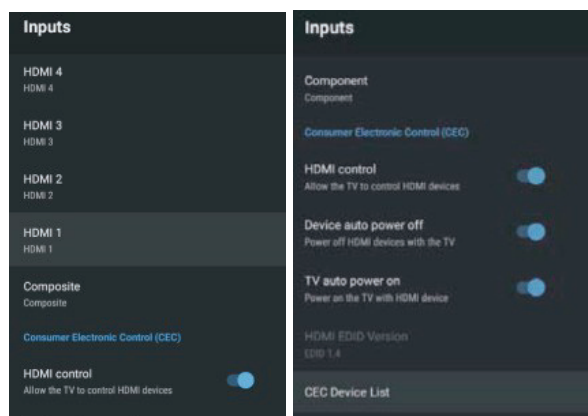 Inputs
HDMI 4
HDMI 4
HDMI 3
HDMI 3
HDMI 2
HDMI 2
HDMI 1
HDMI 1
Composite
Composite
Consumer Electronic Control (CEC)
HDMI control
Allow the TV to control HDMI devices
Inputs
Component
Component
Consumer Electronic Control (CEC)
HDMI control
Allow the TV to control HDMI devices
Device auto power off
Power off HDMI devices with the TV
TV auto power on
Power on the TV with HDMI device
HDMI EDID Version
EDID 1.4
CEC Device List